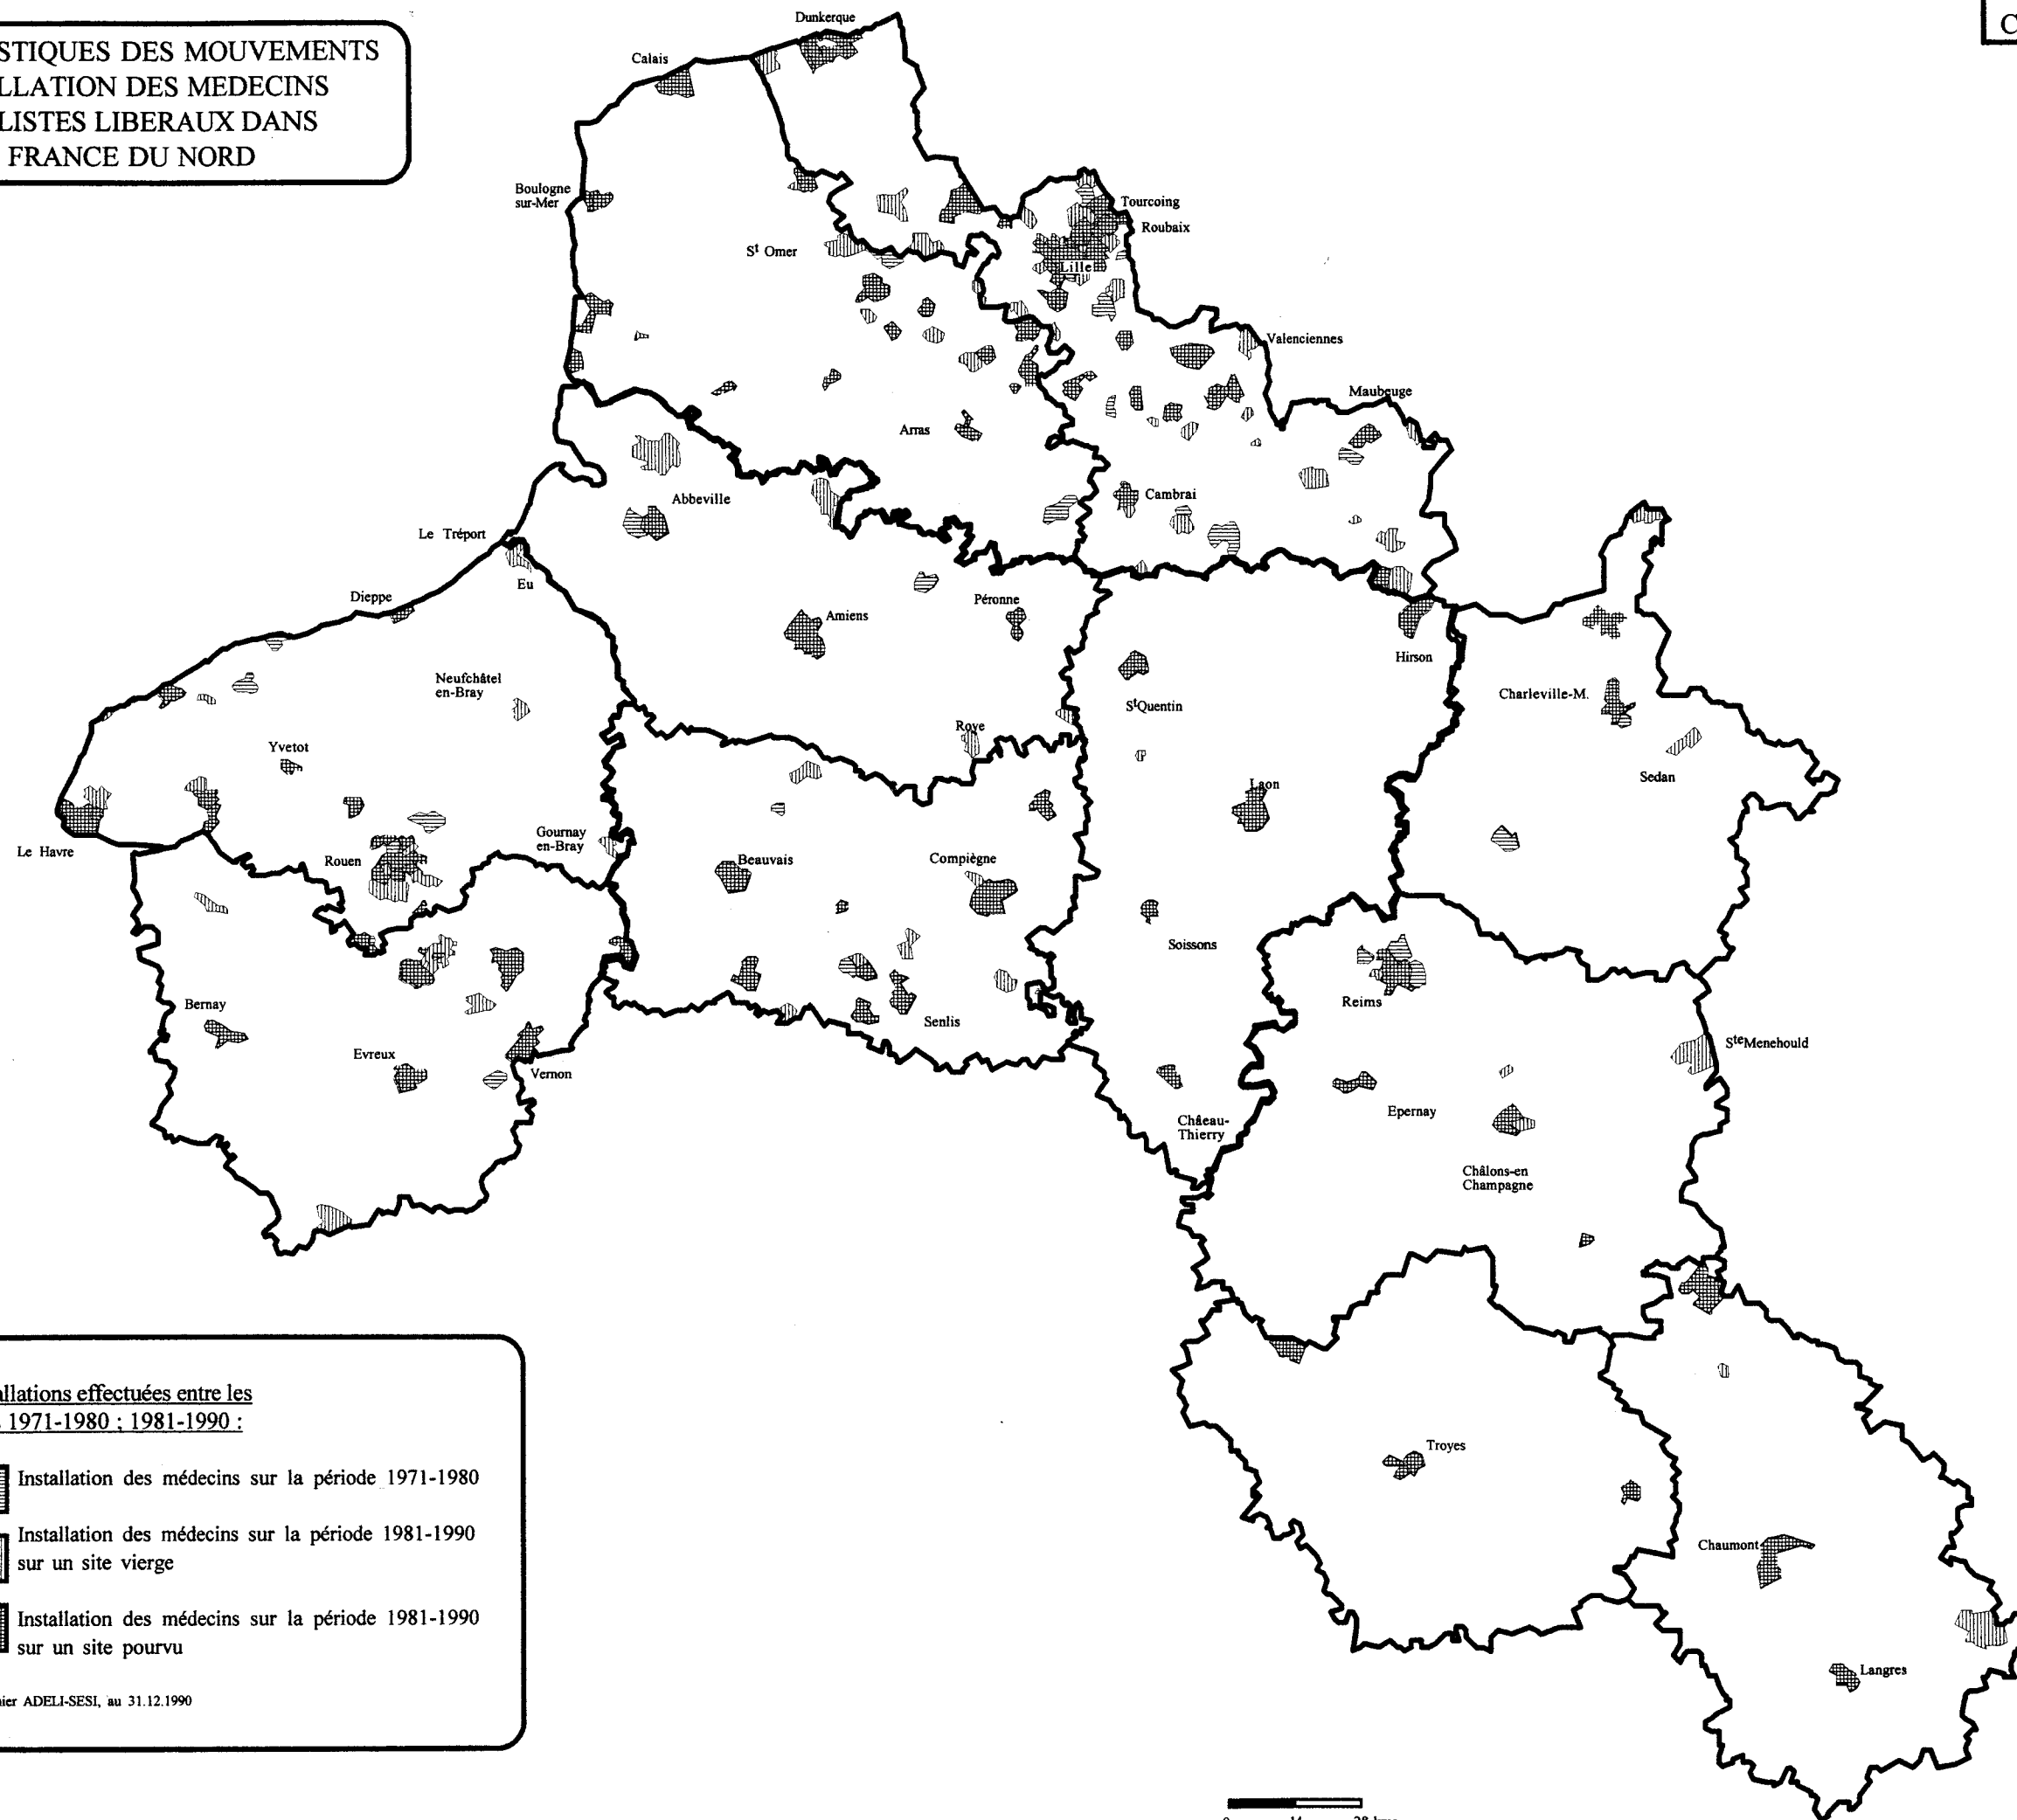 STIQUES DES MOUVEMENTS
LLATION DES MEDECINS
LISTES LIBERAUX DANS
FRANCE DU NORD
C
Dunkerque
Calais
Boulogne
sur-Mer
Tourcoing
Roubaix
St Omer
Lille
Valenciennes
Maubeuge
Arras
Abbeville
Cambrai
Le Tréport
Eu
Dieppe
Amiens
Péronne
Hirson
Neufchâtel
en-Bray
Charleville-M.
StQuentin
Roye
Yvetot
Sedan
Laon
Le Havre
Gournay
en-Bray
Rouen
Beauvais
Compiègne
Soissons
Reims
Bernay
Senlis
SteMenehould
Evreux
Vernon
Epernay
Châeau-
Thierry
Châlons-en
Champagne
Troyes
Chaumont
Langres
allations effectuées entre les
1971-1980 ; 1981-1990 :
Installation des médecins sur la période 1971-1980
Installation des médecins sur la période 1981-1990
sur un site vierge
Installation des médecins sur la période 1981-1990
sur un site pourvu
hier ADELI-SESI, au 31.12.1990